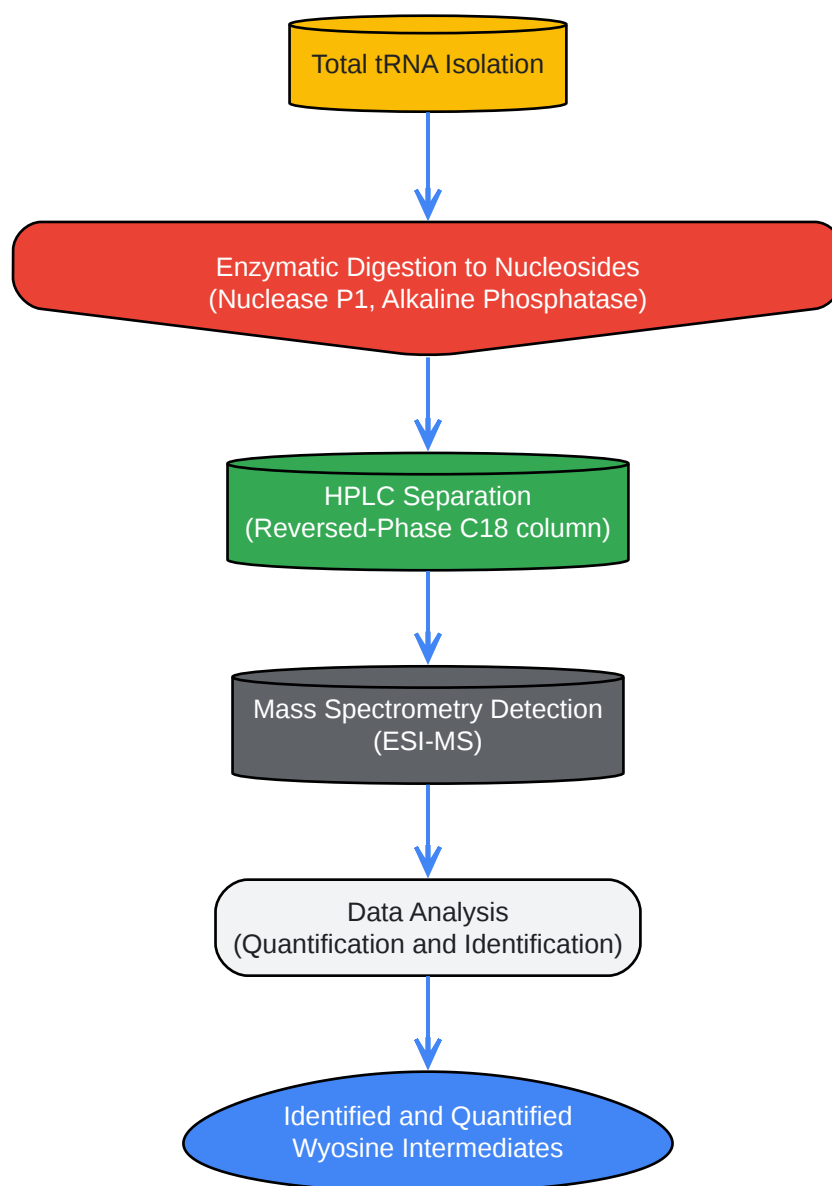 Total tRNA Isolation
Enzymatic Digestion to Nucleosides
(Nuclease P1, Alkaline Phosphatase)
HPLC Separation
(Reversed-Phase C18 column)
Mass Spectrometry Detection
(ESI-MS)
Data Analysis
(Quantification and Identification)
Identified and Quantified
Wyosine Intermediates